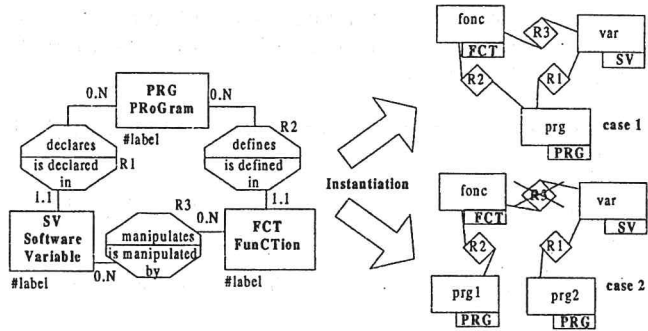 PRG
PRoGram
0.N
0.N
#label
declares
is declared
in
R1
R2
defines
is defined
in
1.1
1.1
SV
Software
Variable
#label
0.N
R3
0.N
manipulates
is manipulated
by
FCT
FunCTion
#label
Instantiation
fonc
FCT
R3
var
SV
R2
R1
prg
PRG
case 1
fonc
FCT
R3
var
SV
R2
R1
prg1
PRG
prg2
PRG
case 2